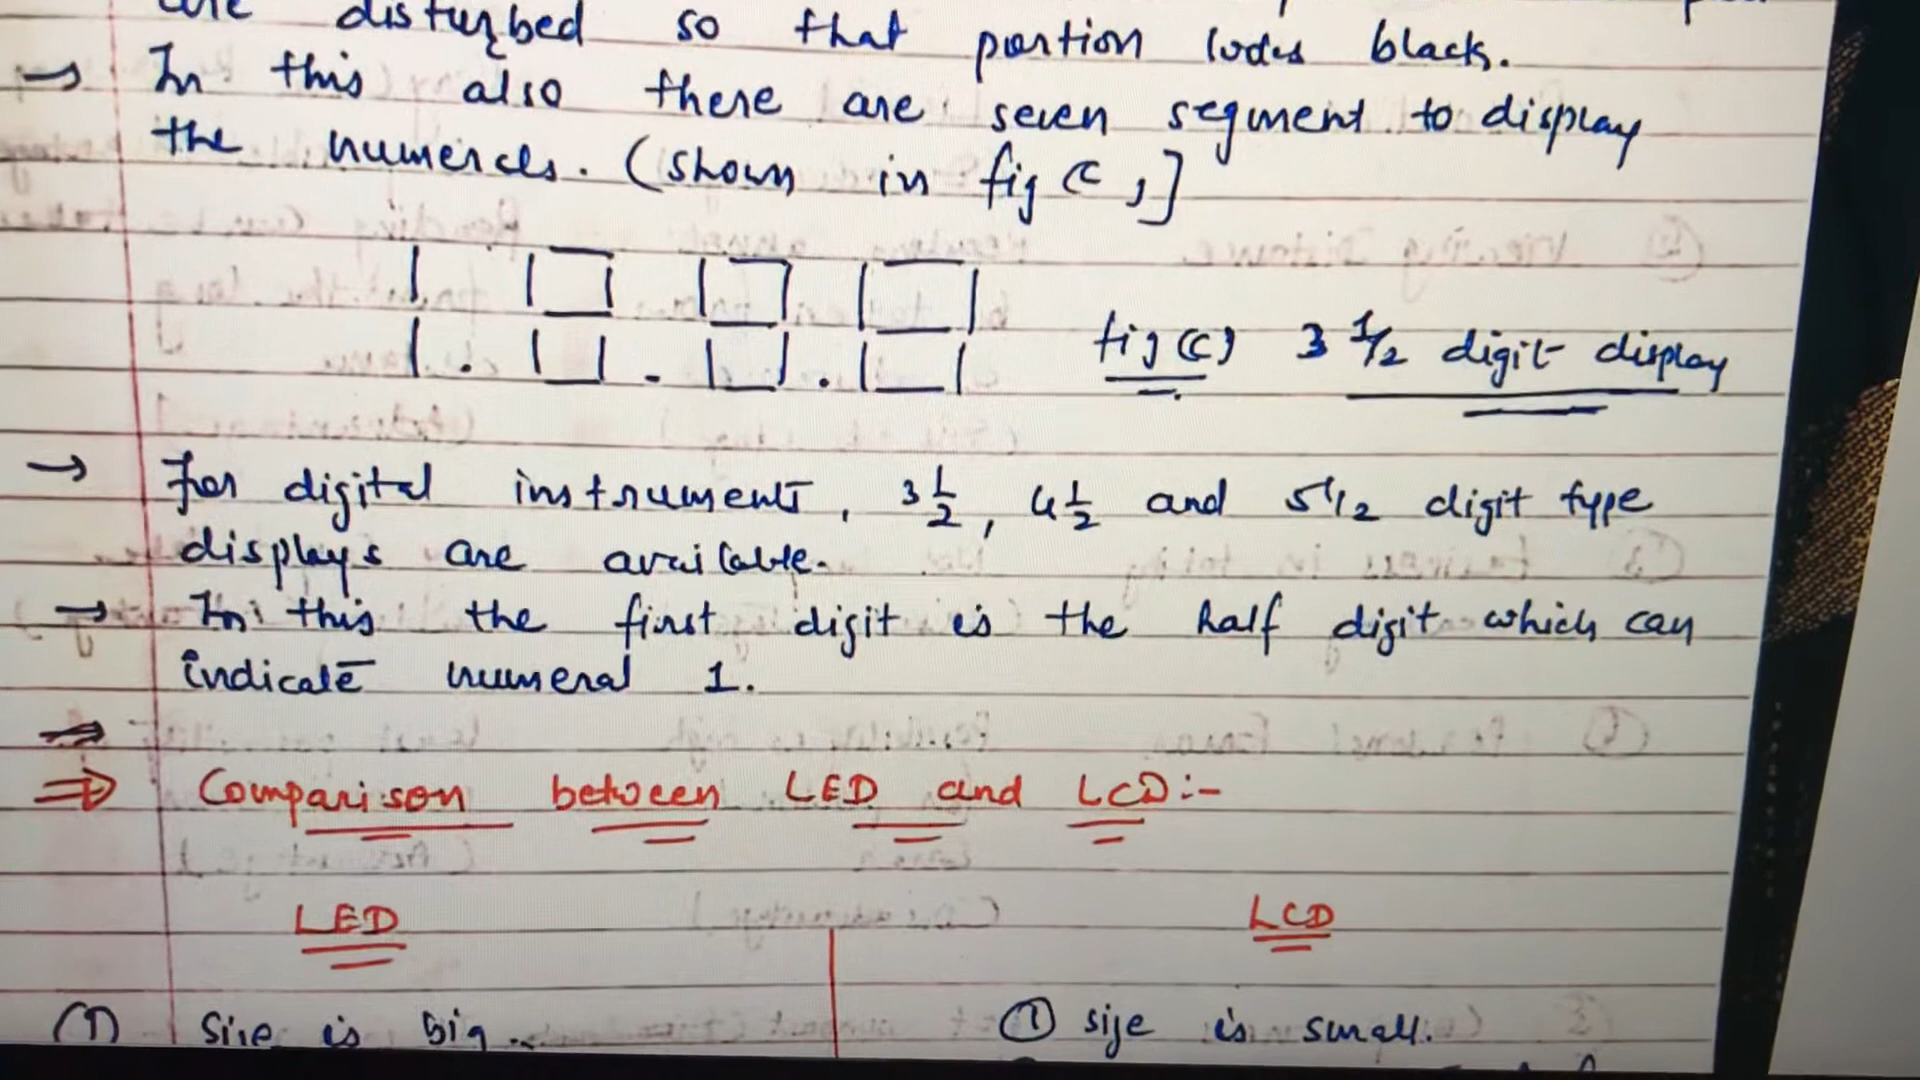 are disturbed so that portion looks black.
→ In this also there are seven segment to display
the numerals. (shown in fig (c)]
fig (c) 3 1/2 digit display
→ For digital instrument, 3 1/2, 4 1/2 and 5 1/2 digit type
displays are available.
→ In this the first digit is the half digit which can
indicate numeral 1.
⇒ Comparison between LED and LCD :-
LED LCD
(1) Size is big. (1) size is small.